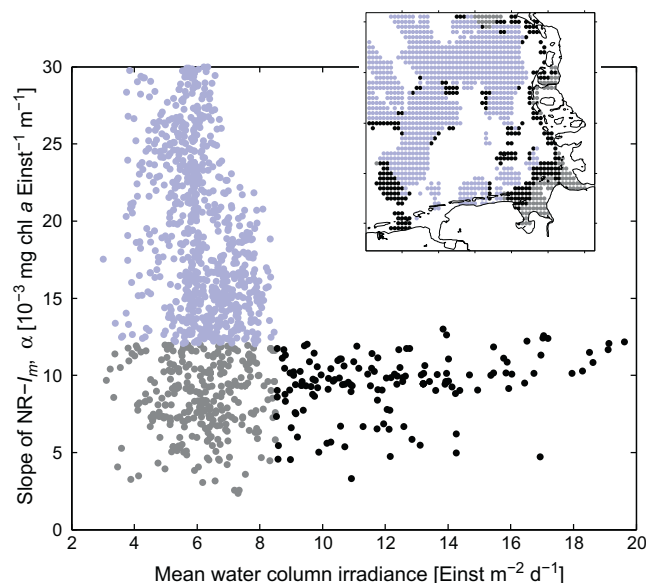 30
25
20
15
10
5
0
2 4 6 8 10 12 14 16 18 20
Slope of NR−Iₘ, α [10⁻³ mg chl a Einst⁻¹ m⁻¹]
Mean water column irradiance [Einst m⁻² d⁻¹]